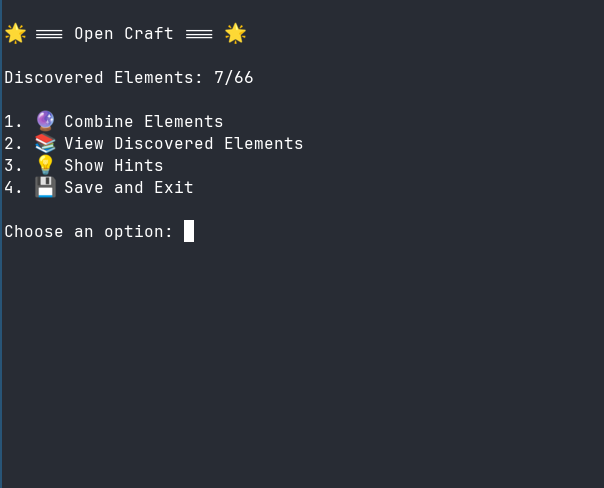 🌟 === Open Craft === 🌟
Discovered Elements: 7/66
1. 🔮 Combine Elements
2. 📚 View Discovered Elements
3. 💡 Show Hints
4. 💾 Save and Exit
Choose an option: